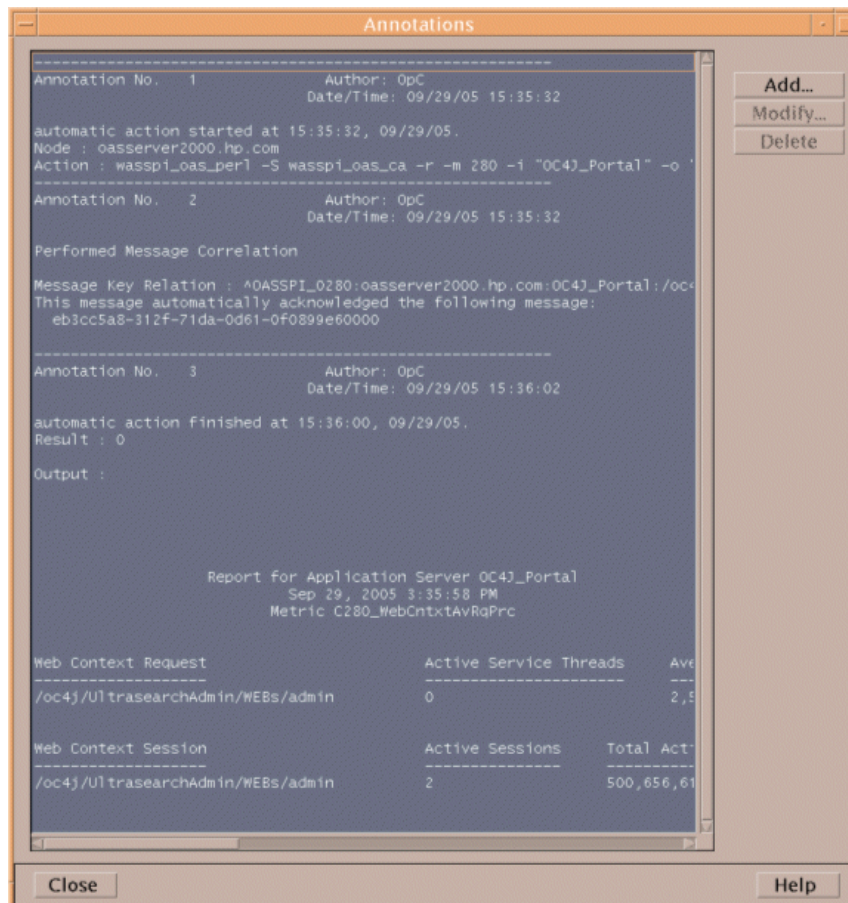 Annotations
Annotation No. 1 Author: OpC
Date/Time: 09/29/05 15:35:32
automatic action started at 15:35:32, 09/29/05.
Node : oasserver2000.hp.com
Action : wasspi_oas_perl -S wasspi_oas_ca -r -m 280 -i "OC4J_Portal" -o '
Annotation No. 2 Author: OpC
Date/Time: 09/29/05 15:35:32
Performed Message Correlation
Message Key Relation : ^OASSPI_0280:oasserver2000.hp.com:OC4J_Portal:/oc4
This message automatically acknowledged the following message:
eb3cc5a8-312f-71da-0d61-0f0899e60000
Annotation No. 3 Author: OpC
Date/Time: 09/29/05 15:36:02
automatic action finished at 15:36:00, 09/29/05.
Result : 0
Output :
Report for Application Server OC4J_Portal
Sep 29, 2005 3:35:58 PM
Metric C280_WebCntxtAvRqPrc
Web Context Request Active Service Threads Ave
/oc4j/UltrasearchAdmin/WEBs/admin 0 2,5
Web Context Session Active Sessions Total Act
/oc4j/UltrasearchAdmin/WEBs/admin 2 500,656,61
Add...
Modify...
Delete
Close
Help